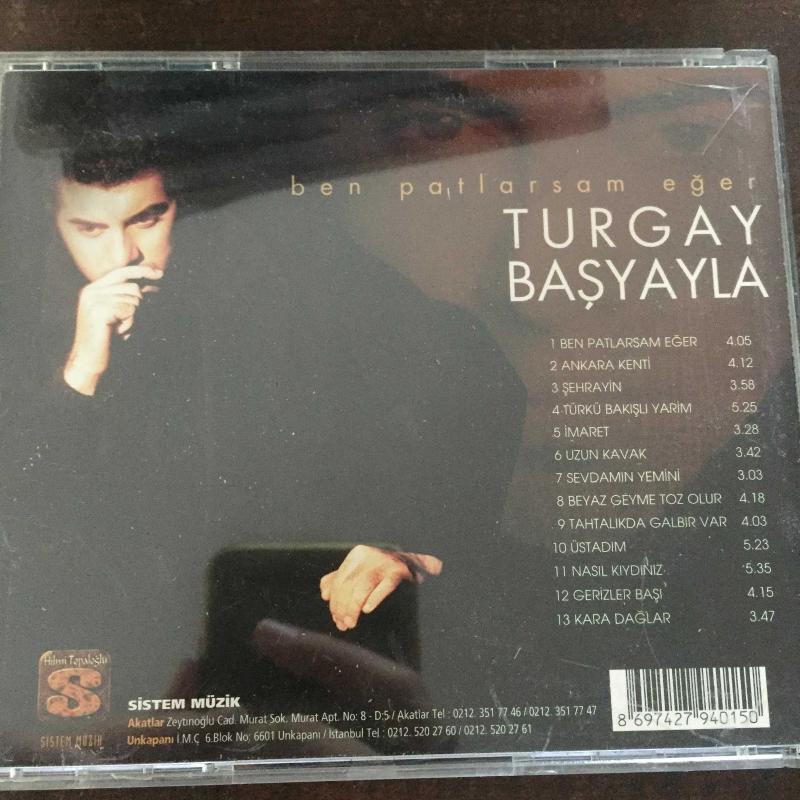 ben patlarsam eğer
TURGAY
BAŞYAYLA
1 BEN PATLARSAM EĞER 4.05
2 ANKARA KENTİ 4.12
3 ŞEHRAYİN 3.58
4 TÜRKÜ BAKIŞLI YARİM 5.25
5 İMARET 3.28
6 UZUN KAVAK 3.42
7 SEVDAMIN YEMİNİ 3.03
8 BEYAZ GEYME TOZ OLUR 4.18
9 TAHTALIKDA GALBIR VAR 4.03
10 ÜSTADIM 5.23
11 NASIL KIYDINIZ 5.35
12 GERİZLER BAŞI 4.15
13 KARA DAĞLAR 3.47
Hilmi Topaloğlu
S
SİSTEM MÜZİK
SİSTEM MÜZİK
Akatlar Zeytinoğlu Cad. Murat Sok. Murat Apt. No: 8 - D:5 / Akatlar Tel : 0212. 351 77 46 / 0212. 351 77 47
Unkapanı İ.M.Ç 6.Blok No: 6601 Unkapanı / İstanbul Tel : 0212. 520 27 60 / 0212. 520 27 61
8 697427 940150